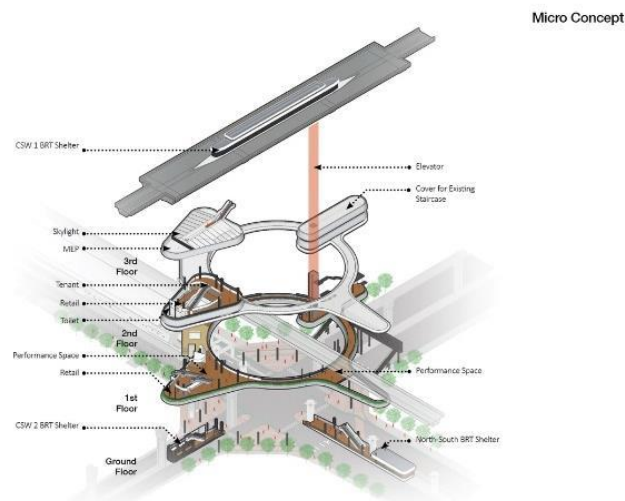 Micro Concept
CSW 1 BRT Shelter
Elevator
Cover for Existing
Staircase
Skylight
MEP
3rd
Floor
Tenant
Retail
Toilet
2nd
Floor
Performance Space
Performance Space
Retail
1st
Floor
CSW 2 BRT Shelter
North-South BRT Shelter
Ground
Floor